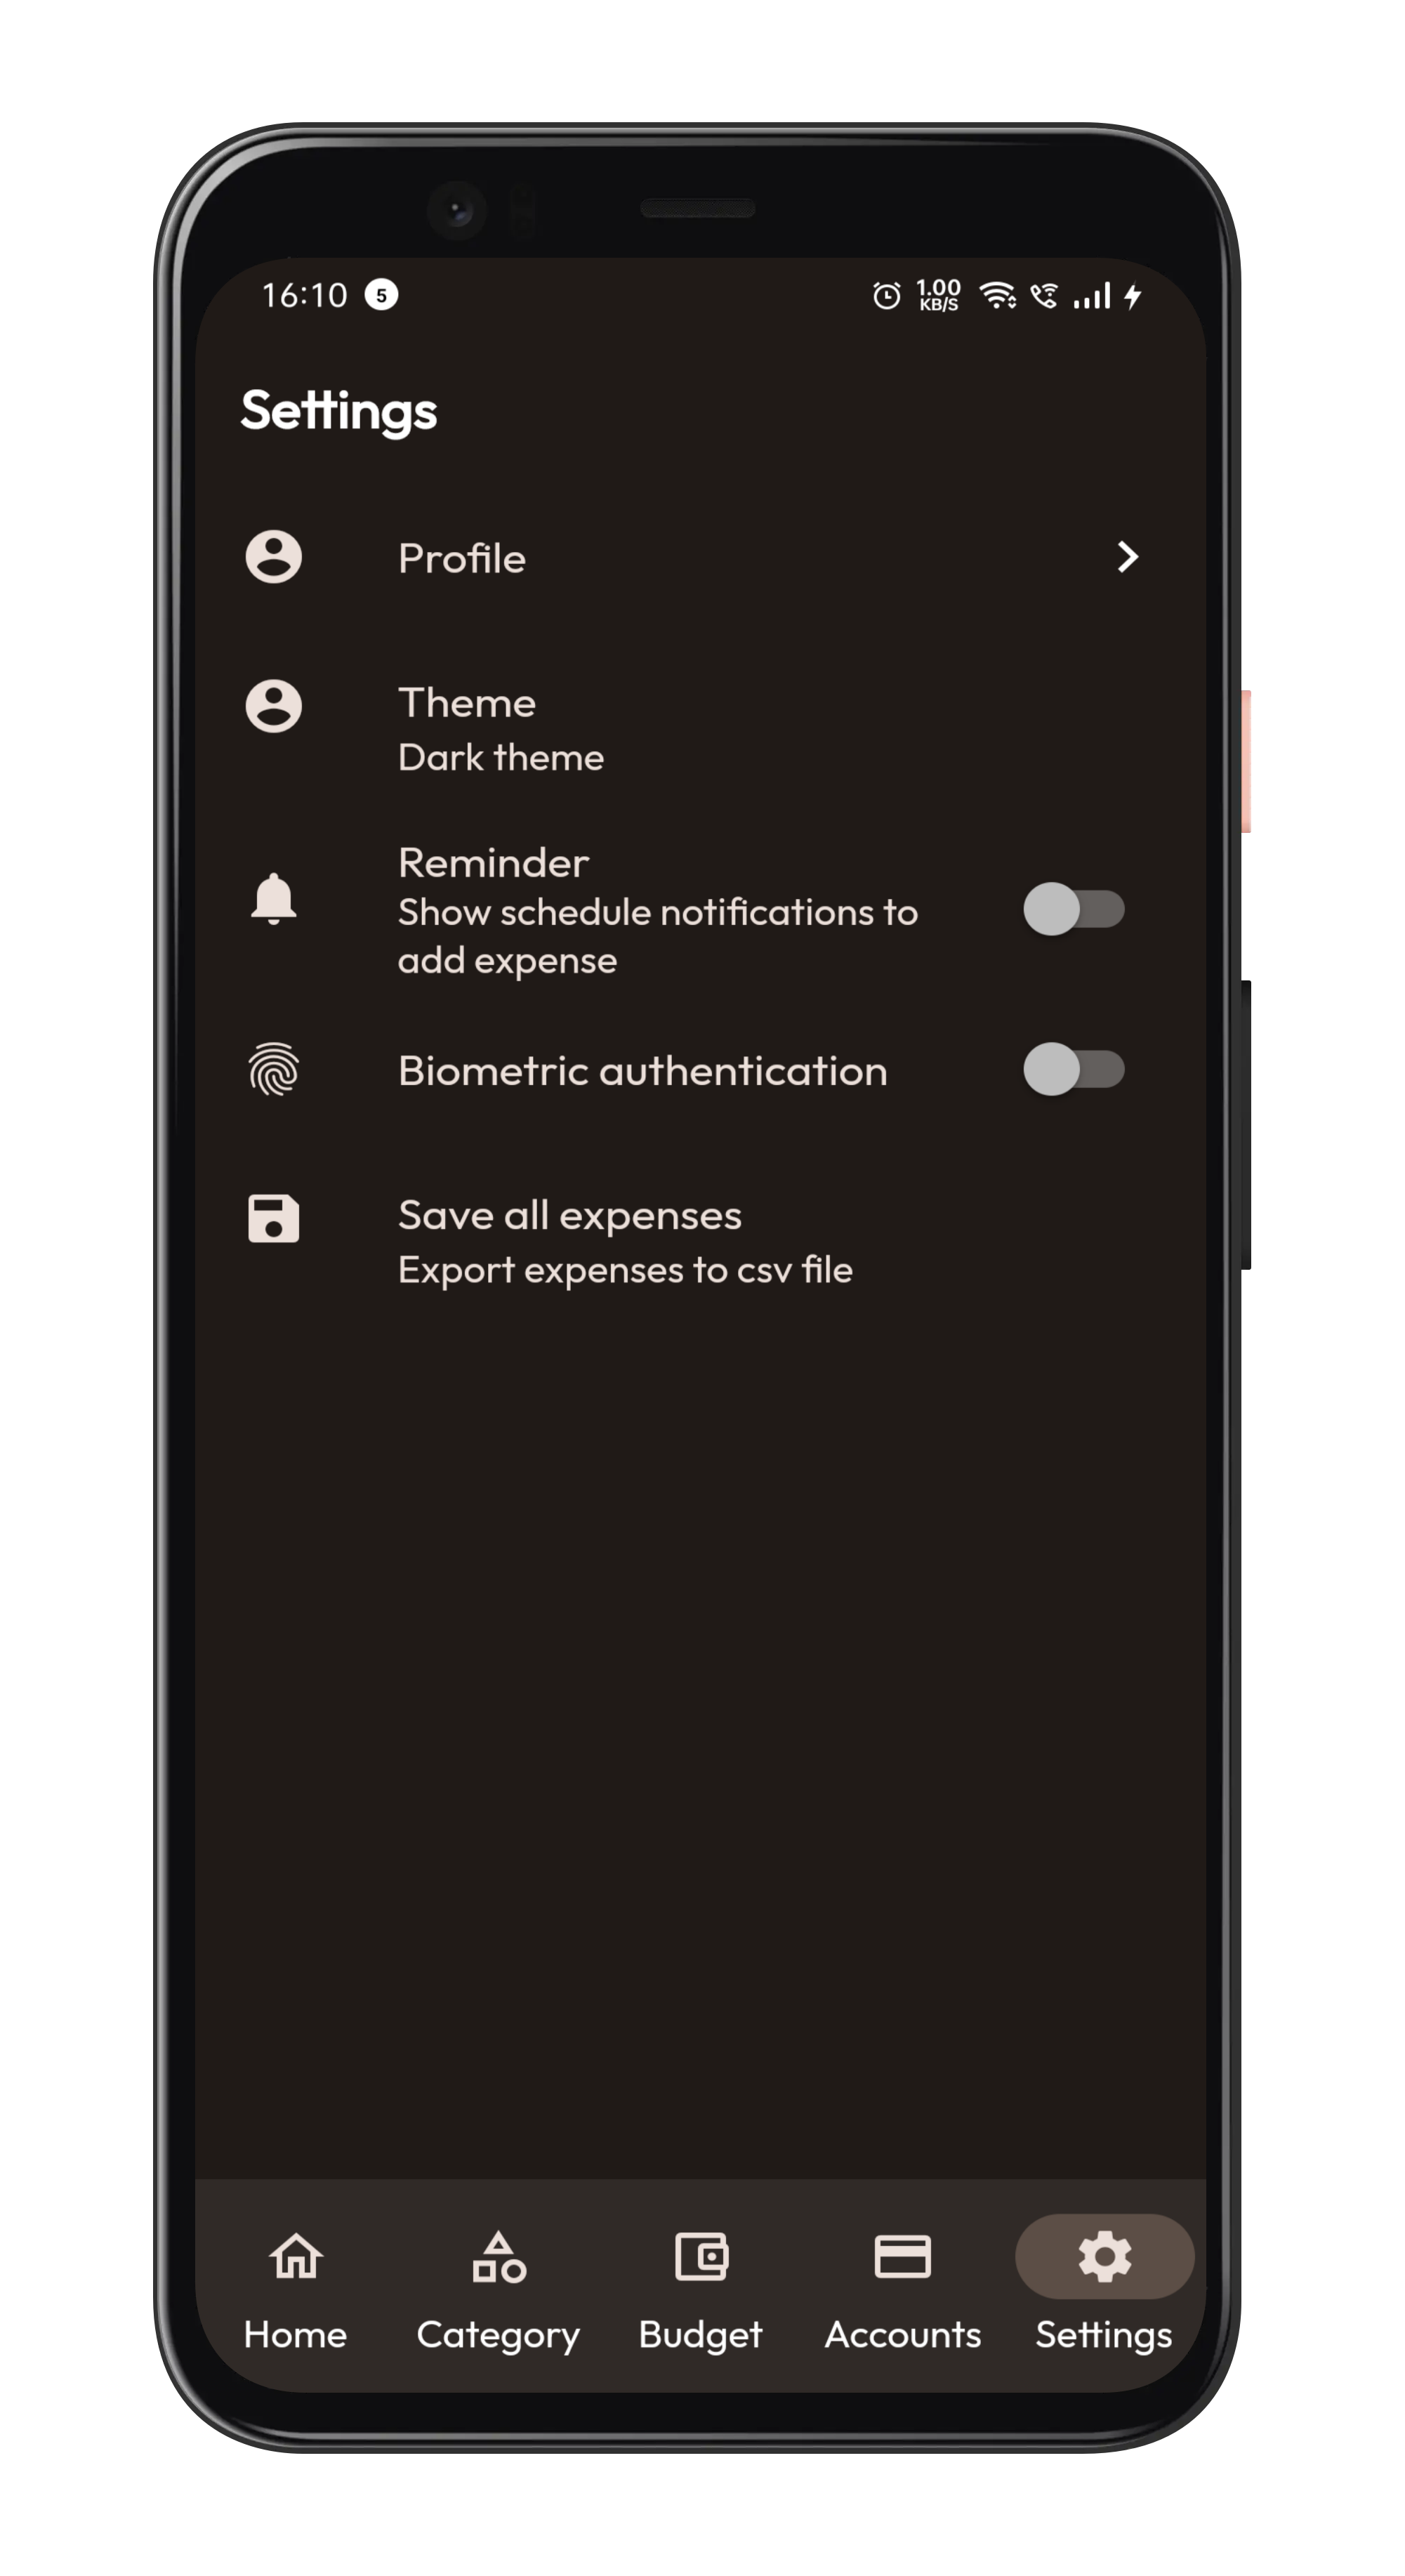 16:10 5 1.00 KB/S
Settings
Profile
Theme
Dark theme
Reminder
Show schedule notifications to
add expense
Biometric authentication
Save all expenses
Export expenses to csv file
Home Category Budget Accounts Settings